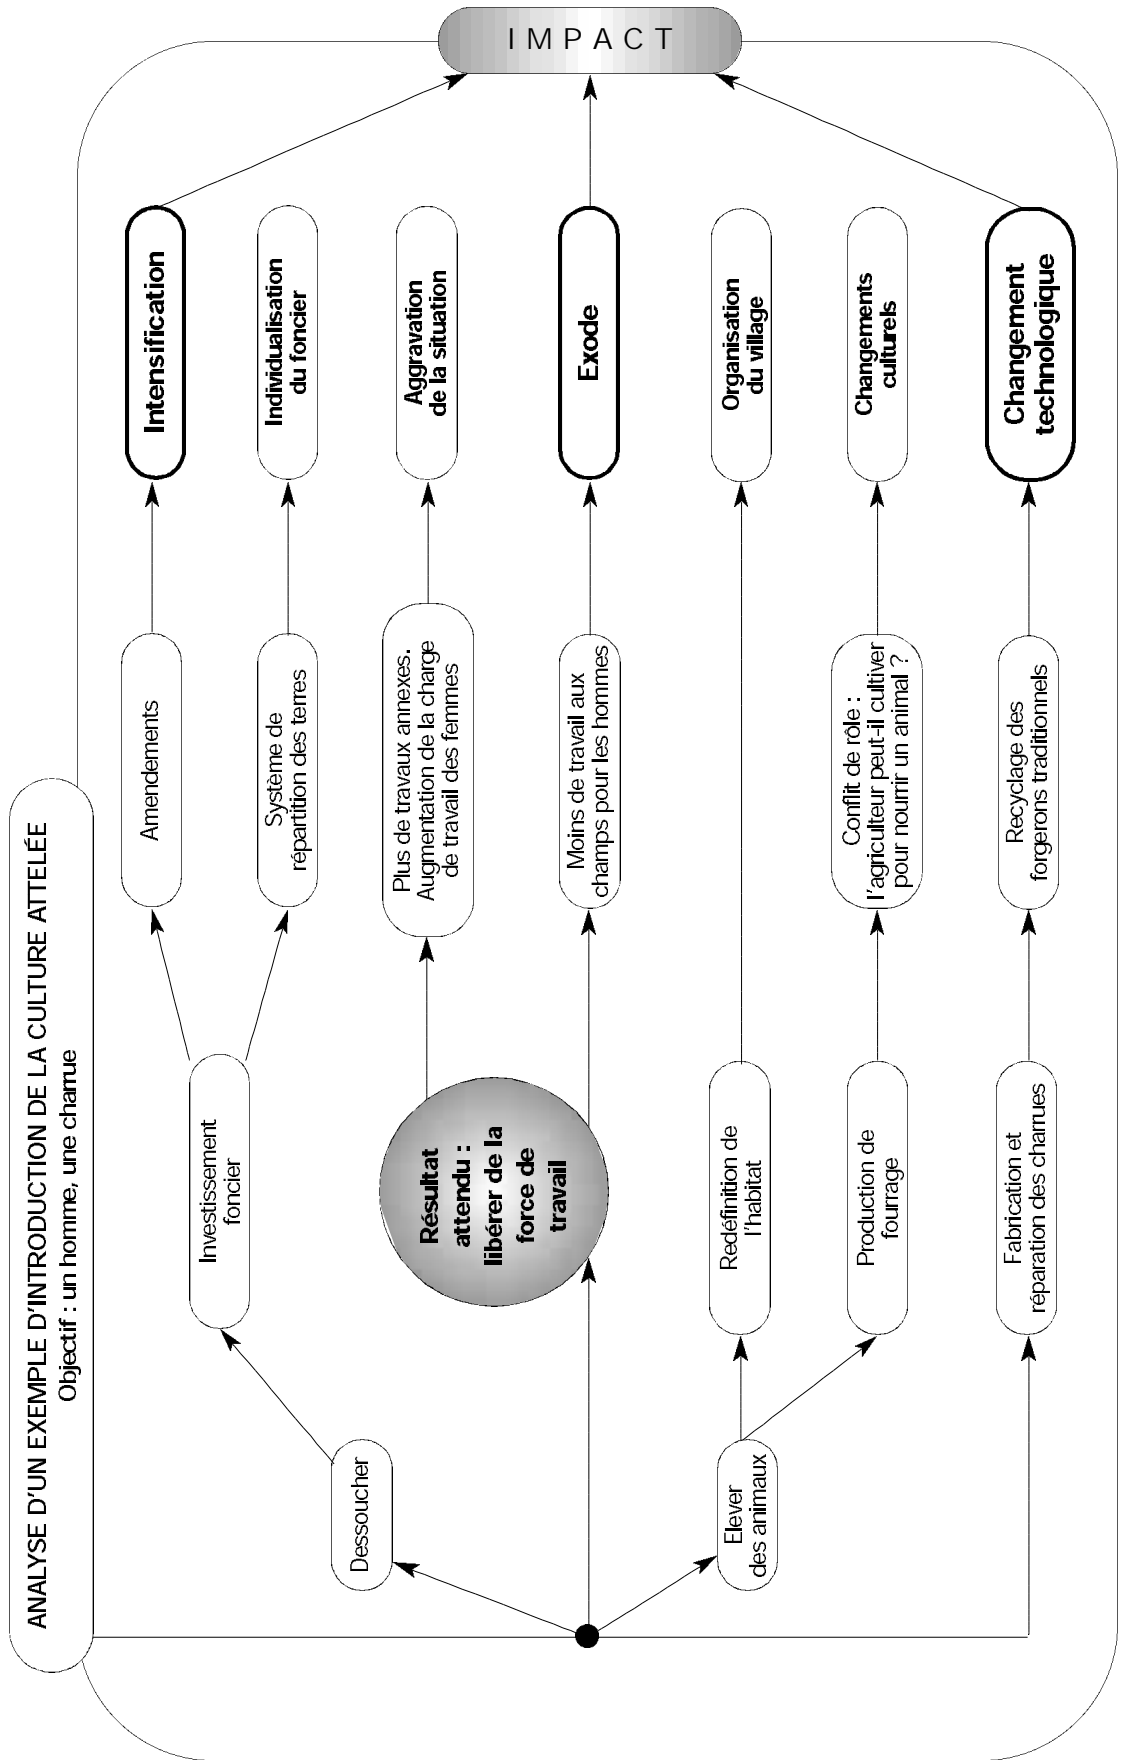 ANALYSE D'UN EXEMPLE D'INTRODUCTION DE LA CULTURE ATTELÉE
Objectif : un homme, une charrue
Dessoucher
Elever
des animaux
Investissement
foncier
Résultat
attendu :
libérer de la
force de
travail
Redéfinition de
l'habitat
Production de
fourrage
Fabrication et
réparation des charrues
Amendements
Système de
répartition des terres
Plus de travaux annexes.
Augmentation de la charge
de travail des femmes
Moins de travail aux
champs pour les hommes
Conflit de rôle :
l'agriculteur peut-il cultiver
pour nourrir un animal ?
Recyclage des
forgerons traditionnels
Intensification
Individualisation
du foncier
Aggravation
de la situation
Exode
Organisation
du village
Changements
culturels
Changement
technologique
IMPACT